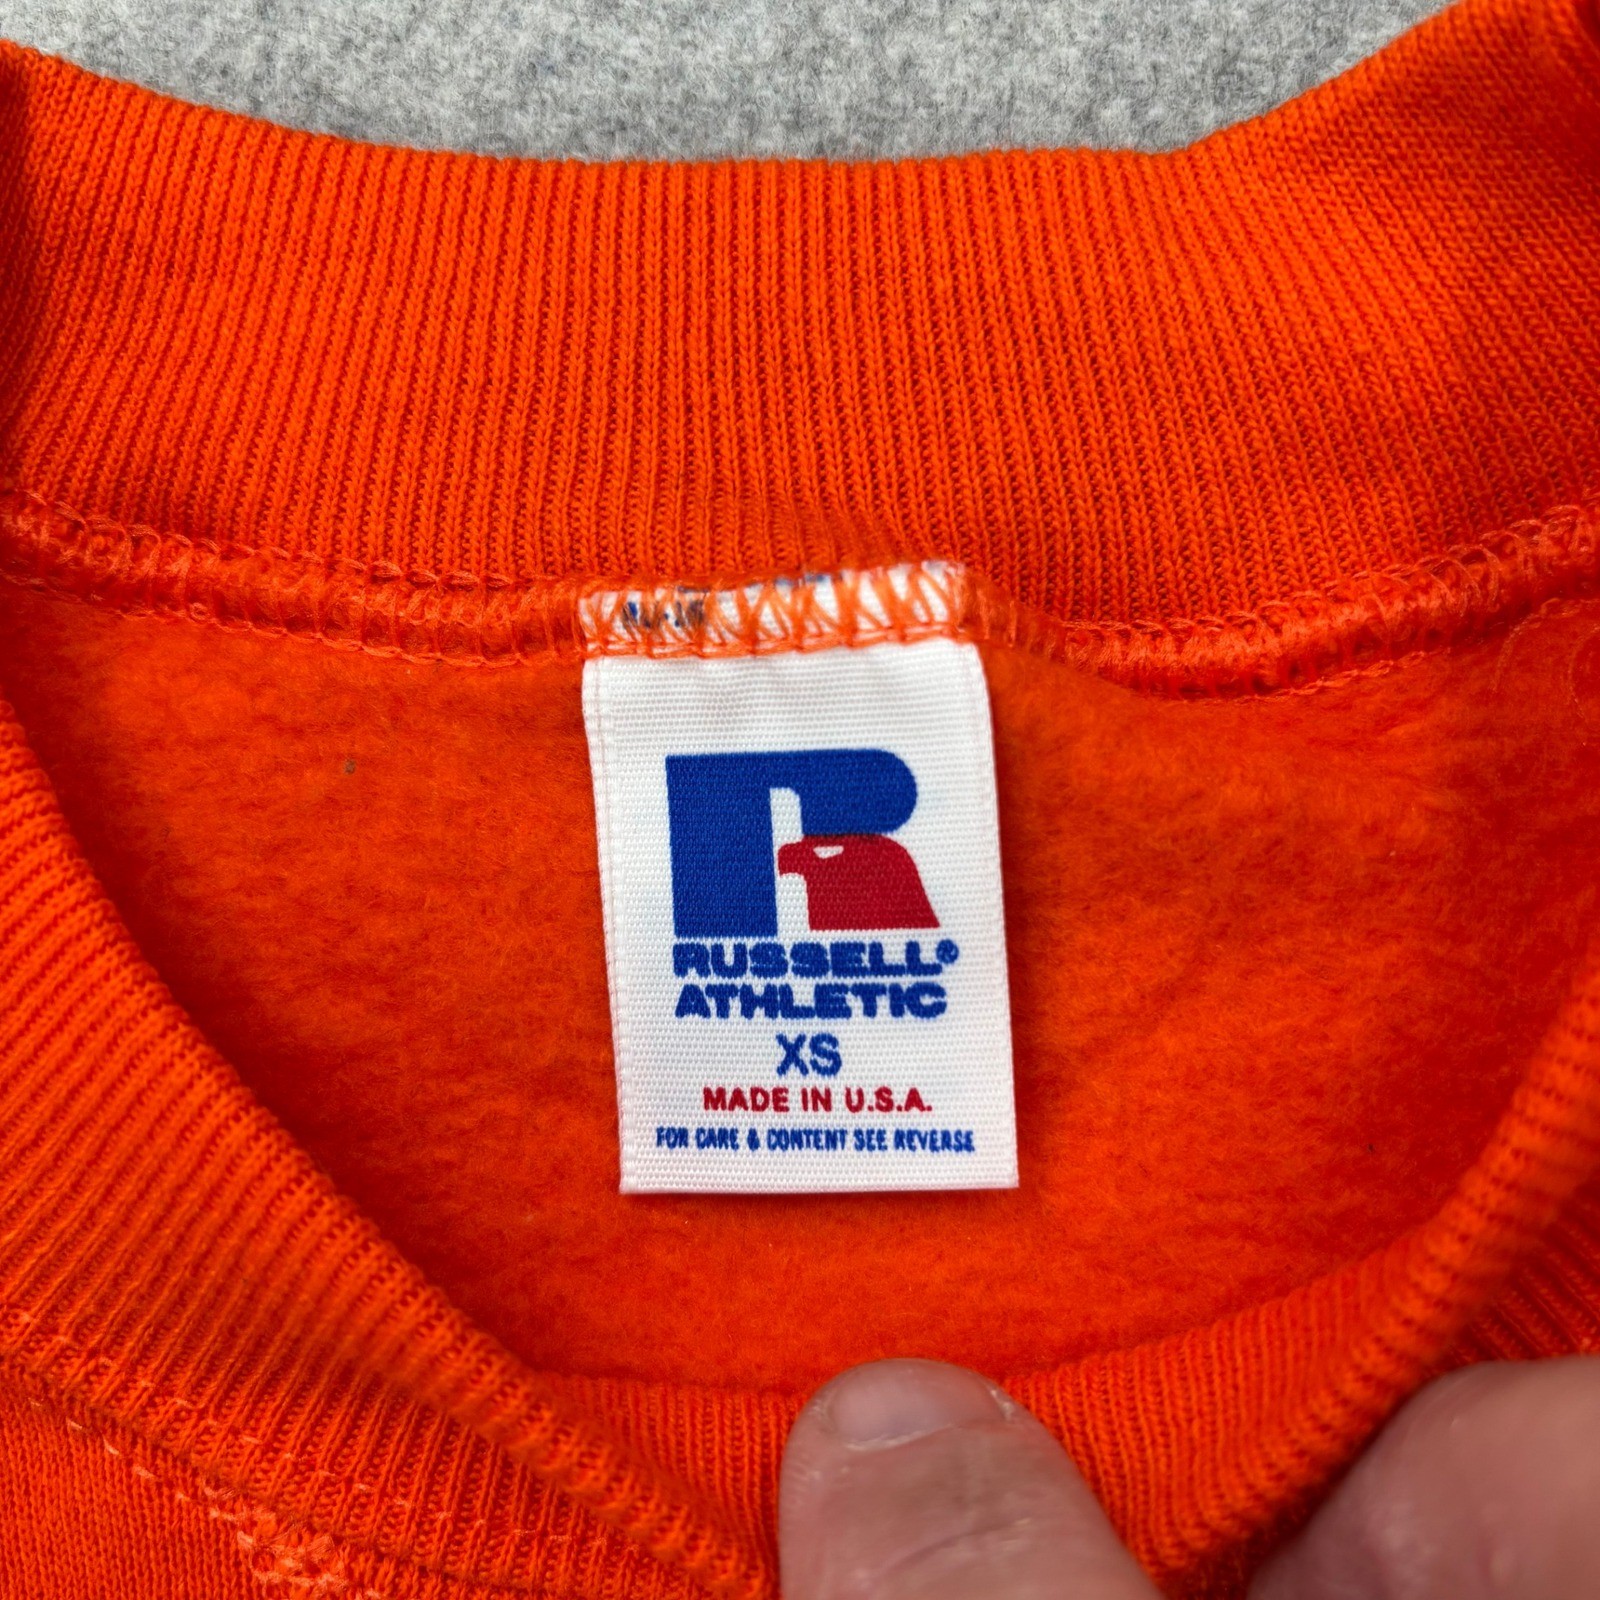 RUSSELL®
ATHLETIC
XS
MADE IN U.S.A.
FOR CARE & CONTENT SEE REVERSE